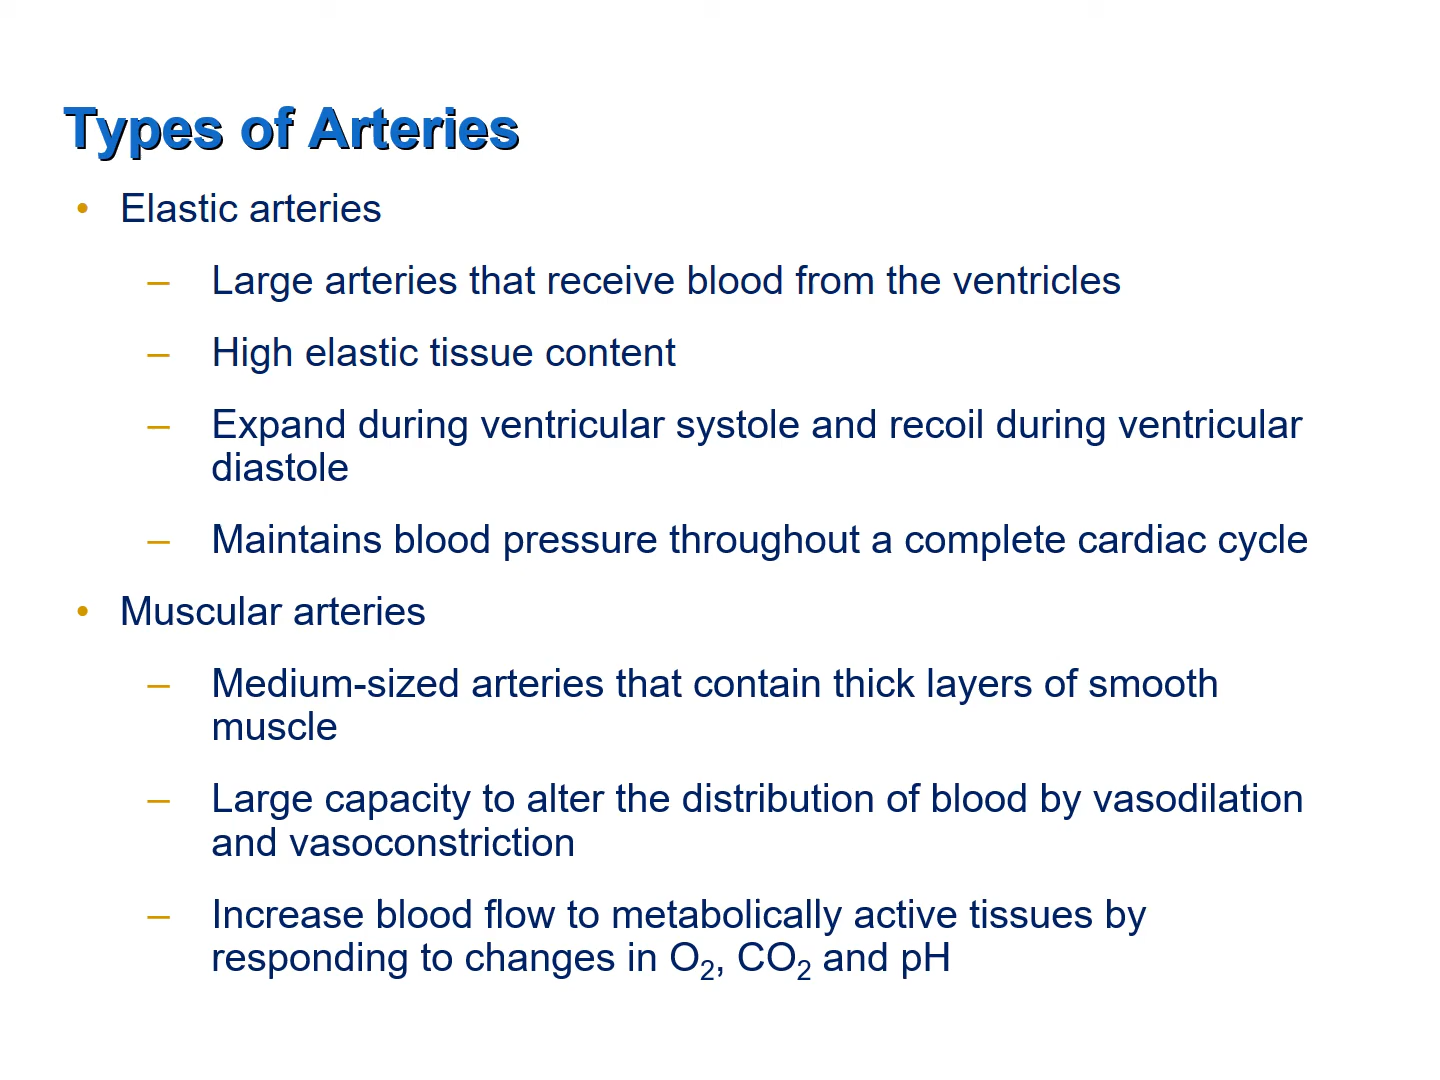 Types of Arteries
• Elastic arteries
– Large arteries that receive blood from the ventricles
– High elastic tissue content
– Expand during ventricular systole and recoil during ventricular
diastole
– Maintains blood pressure throughout a complete cardiac cycle
• Muscular arteries
– Medium-sized arteries that contain thick layers of smooth
muscle
– Large capacity to alter the distribution of blood by vasodilation
and vasoconstriction
– Increase blood flow to metabolically active tissues by
responding to changes in O₂, CO₂ and pH